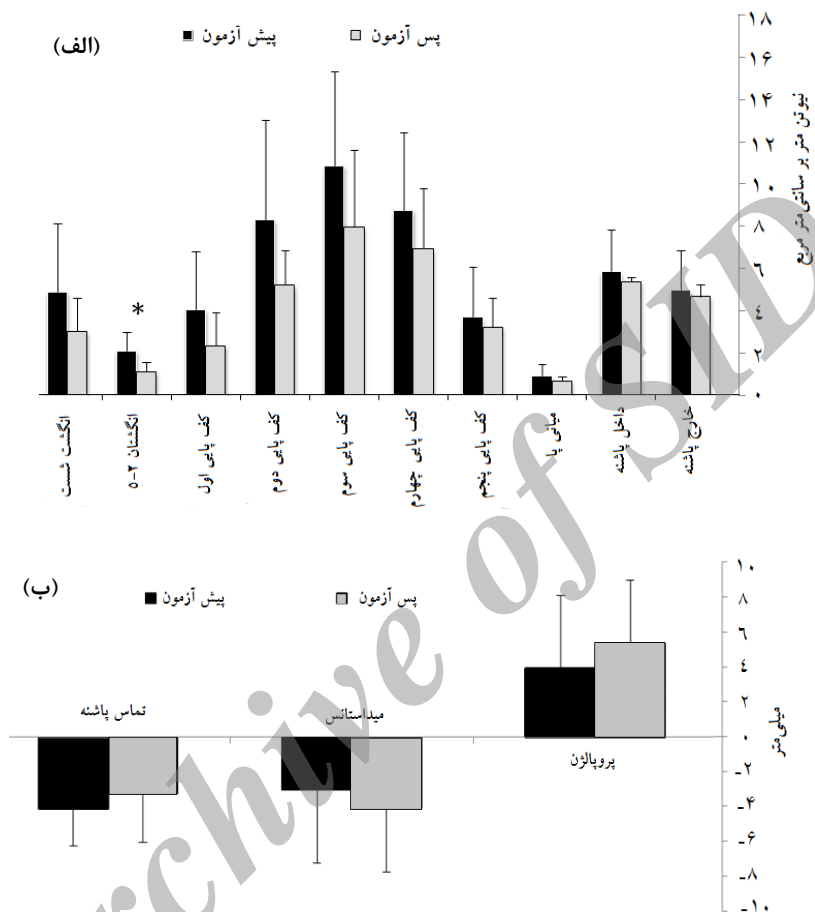 (الف)
پیش آزمون
پس آزمون
۱۸
۱۶
۱۴
۱۲
۱۰
۸
۶
۴
۲
۰
نیوتن متر بر سانتی متر مربع
*
انگشت شست
انگشتان ۲-۵
کف پایی اول
کف پایی دوم
کف پایی سوم
کف پایی چهارم
کف پایی پنجم
میانی پا
داخل پاشنه
خارج پاشنه
(ب)
پیش آزمون
پس آزمون
۱۰
۸
۶
۴
۲
۰
-۲
-۴
-۶
-۸
-۱۰
میلی‌متر
تماس پاشنه
میداستانس
پروپالژن
Archive of SID